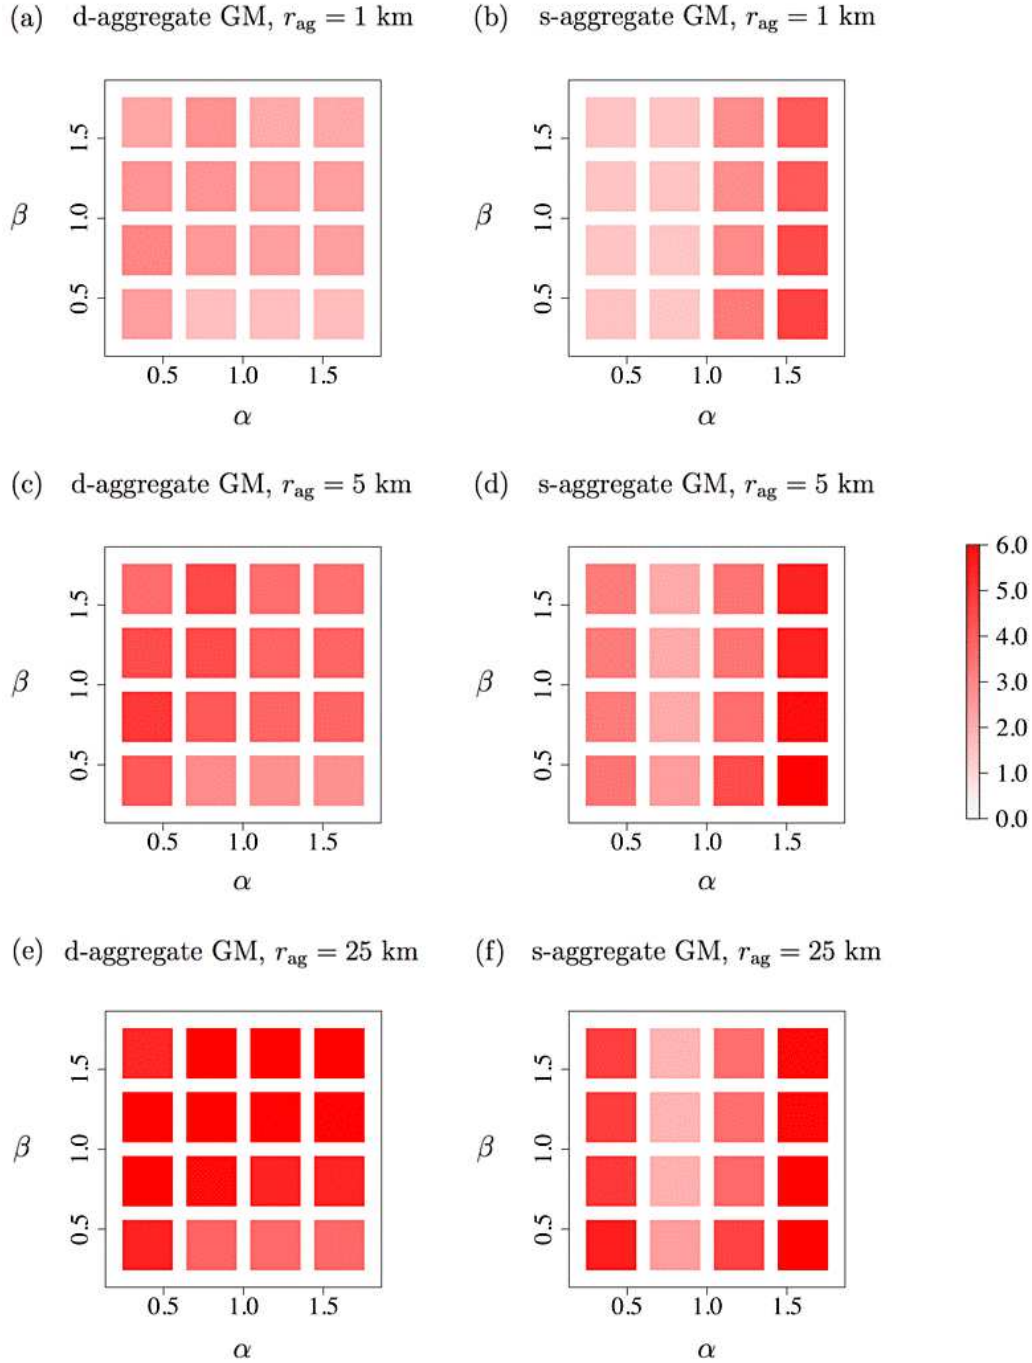 (a) d-aggregate GM, r_ag = 1 km
(b) s-aggregate GM, r_ag = 1 km
β
1.5
1.0
0.5
0.5 1.0 1.5
α
β
1.5
1.0
0.5
0.5 1.0 1.5
α
(c) d-aggregate GM, r_ag = 5 km
(d) s-aggregate GM, r_ag = 5 km
β
1.5
1.0
0.5
0.5 1.0 1.5
α
β
1.5
1.0
0.5
0.5 1.0 1.5
α
6.0
5.0
4.0
3.0
2.0
1.0
0.0
(e) d-aggregate GM, r_ag = 25 km
(f) s-aggregate GM, r_ag = 25 km
β
1.5
1.0
0.5
0.5 1.0 1.5
α
β
1.5
1.0
0.5
0.5 1.0 1.5
α